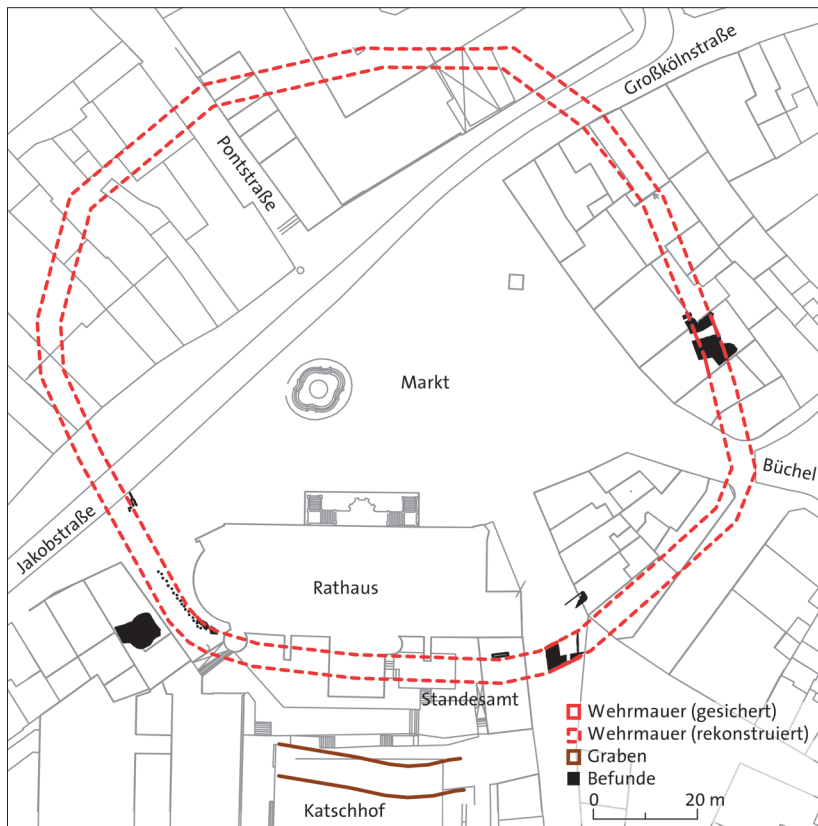 Großkölnstraße
Pontstraße
Markt
Büchel
Jakobstraße
Rathaus
Standesamt
Katschhof
Wehrmauer (gesichert)
Wehrmauer (rekonstruiert)
Graben
Befunde
0 20 m